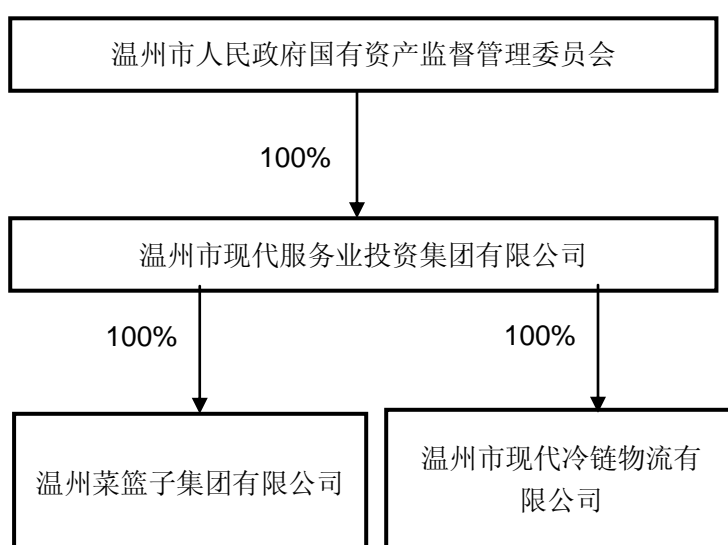 温州市人民政府国有资产监督管理委员会
100%
温州市现代服务业投资集团有限公司
100%
100%
温州菜篮子集团有限公司
温州市现代冷链物流有
限公司